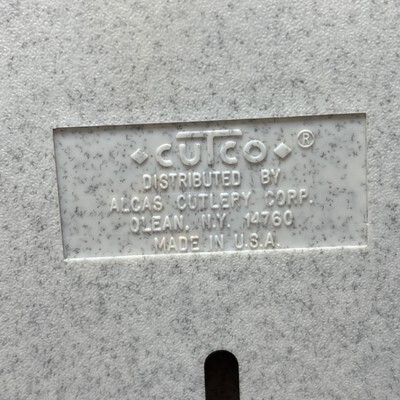 CUTCO ®
DISTRIBUTED BY
ALCAS CUTLERY CORP.
OLEAN, N.Y. 14760
MADE IN U.S.A.